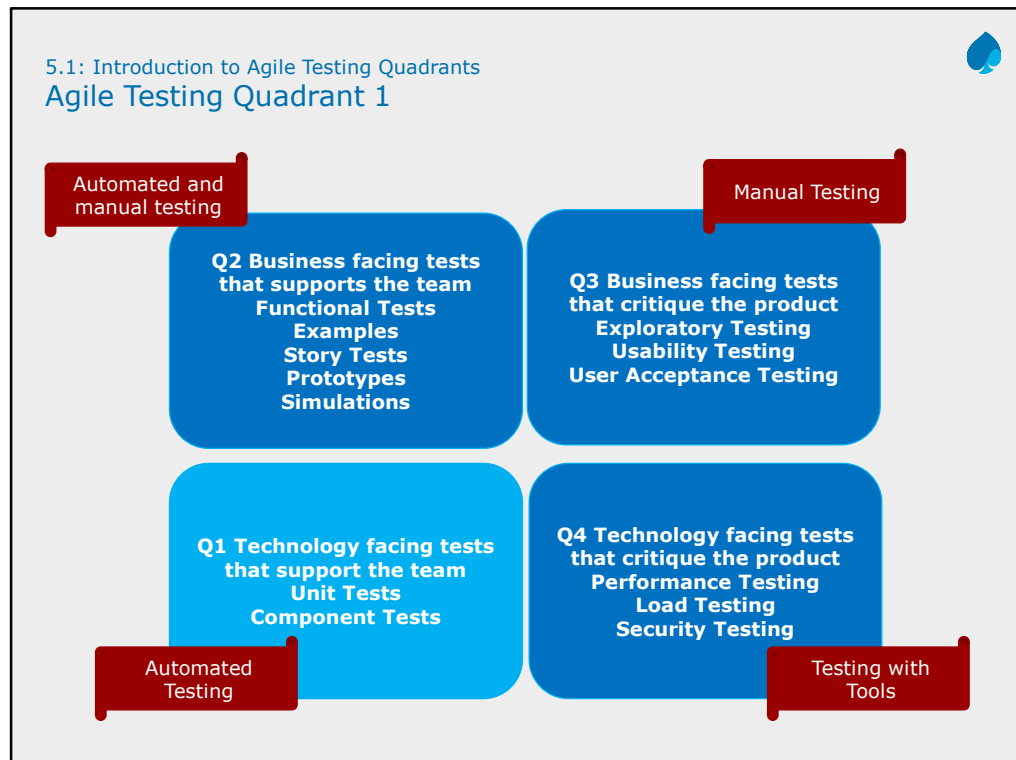 5.1: Introduction to Agile Testing Quadrants
Agile Testing Quadrant 1
Automated and
manual testing
Manual Testing
Q2 Business facing tests
that supports the team
Functional Tests
Examples
Story Tests
Prototypes
Simulations
Q3 Business facing tests
that critique the product
Exploratory Testing
Usability Testing
User Acceptance Testing
Q1 Technology facing tests
that support the team
Unit Tests
Component Tests
Q4 Technology facing tests
that critique the product
Performance Testing
Load Testing
Security Testing
Automated
Testing
Testing with
Tools